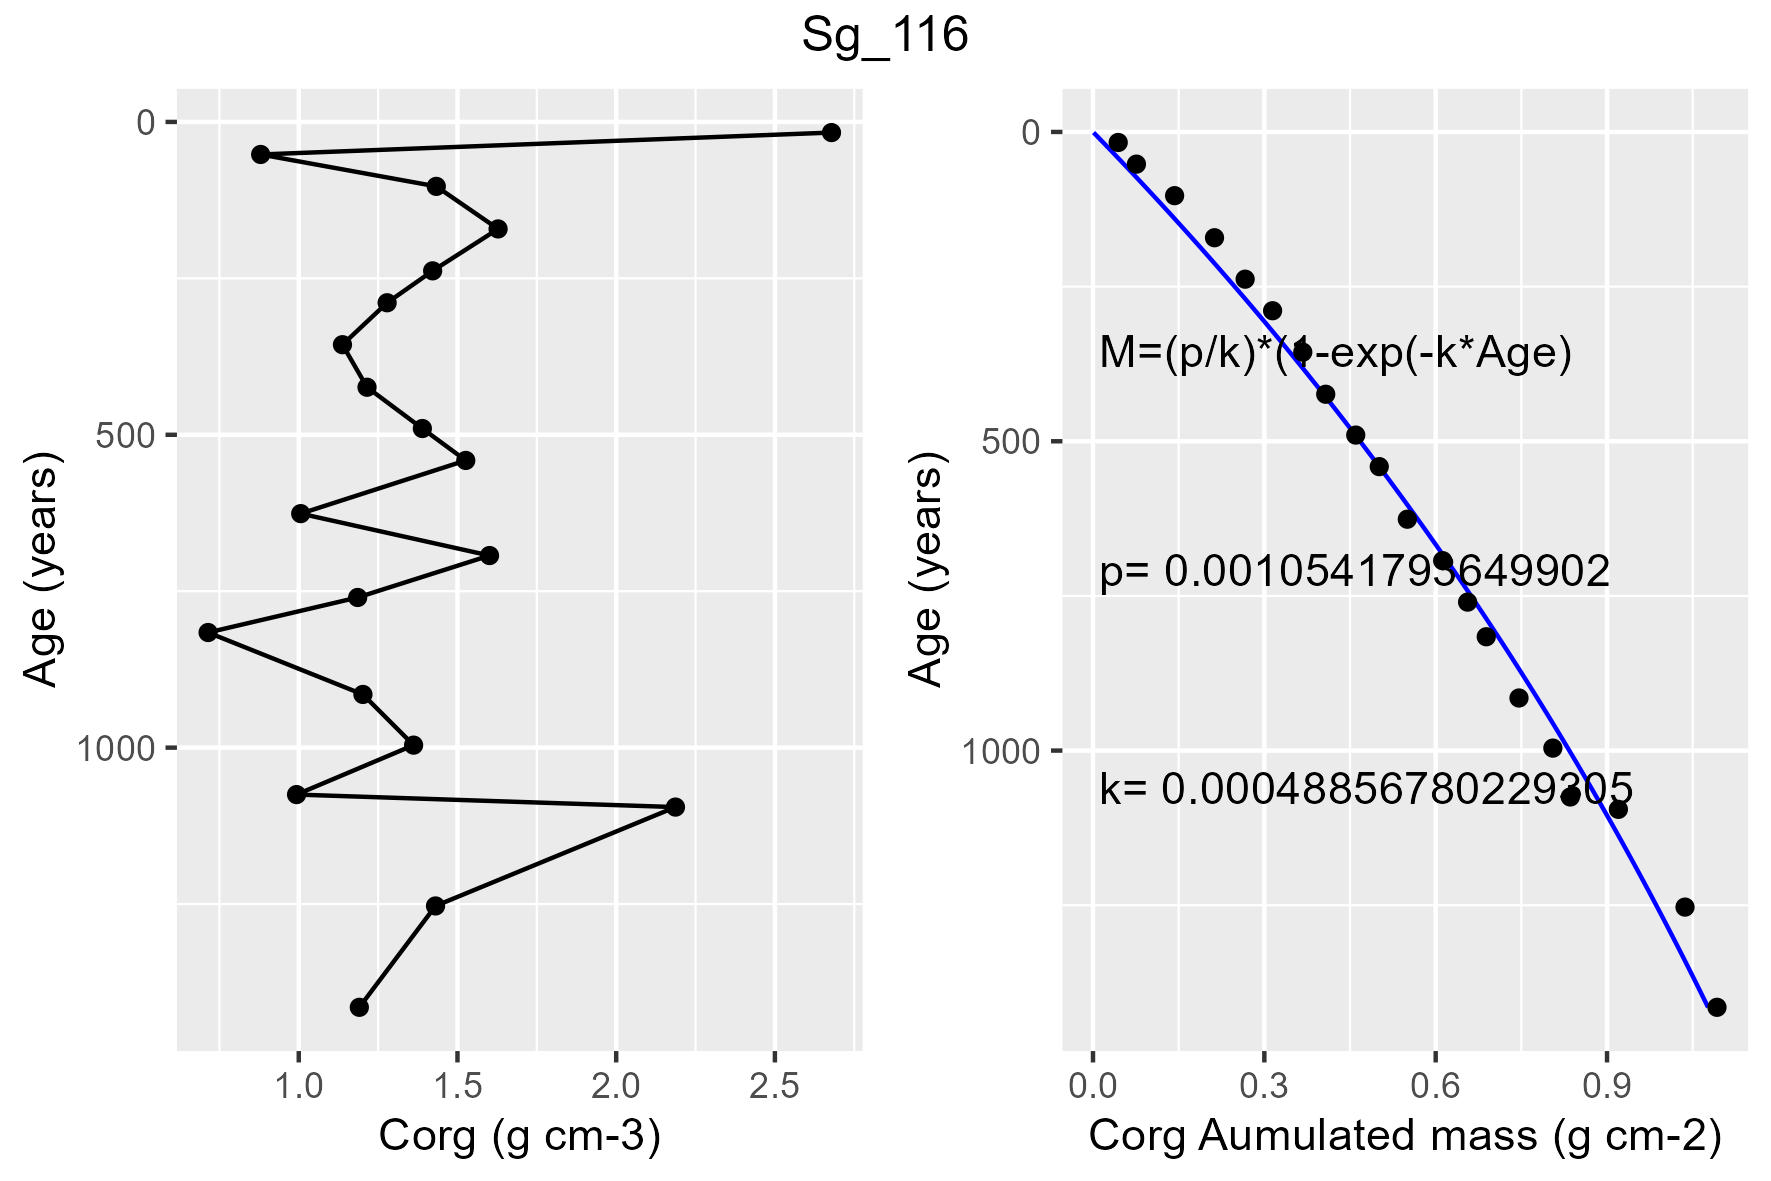 Sg_116
0
500
1000
Age (years)
1.0 1.5 2.0 2.5
Corg (g cm-3)
0
500
1000
Age (years)
M=(p/k)*(1-exp(-k*Age)
p= 0.0010541793649902
k= 0.000488567802293​05
0.0 0.3 0.6 0.9
Corg Aumulated mass (g cm-2)